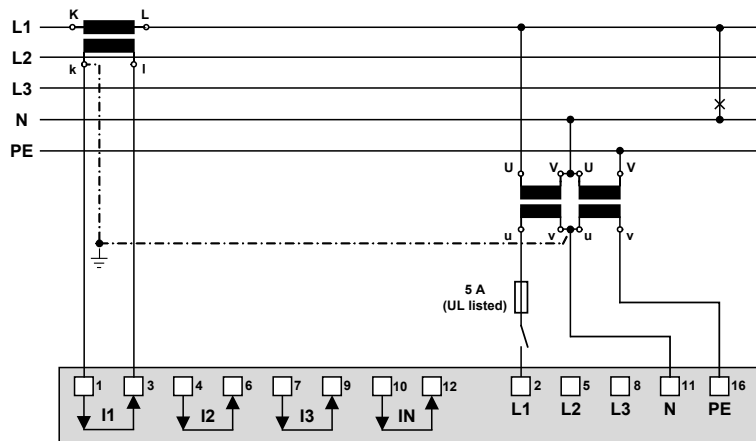 K L
L1
L2
k l
L3
N
PE
U V U V
u v u v
5 A
(UL listed)
1 3 4 6 7 9 10 12 2 5 8 11 16
I1 I2 I3 IN L1 L2 L3 N PE